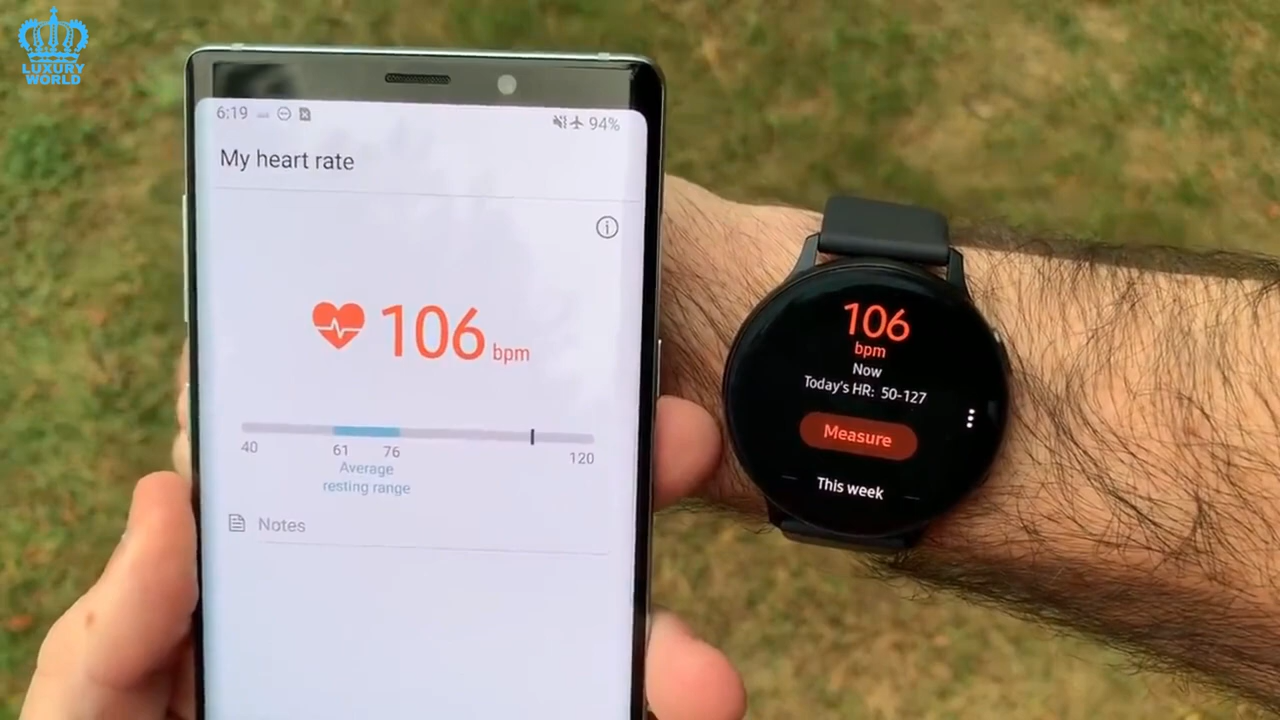 LUXURY
WORLD
6:19
94%
My heart rate
106 bpm
40
61
76
120
Average
resting range
Notes
106
bpm
Now
Today's HR: 50-127
Measure
This week